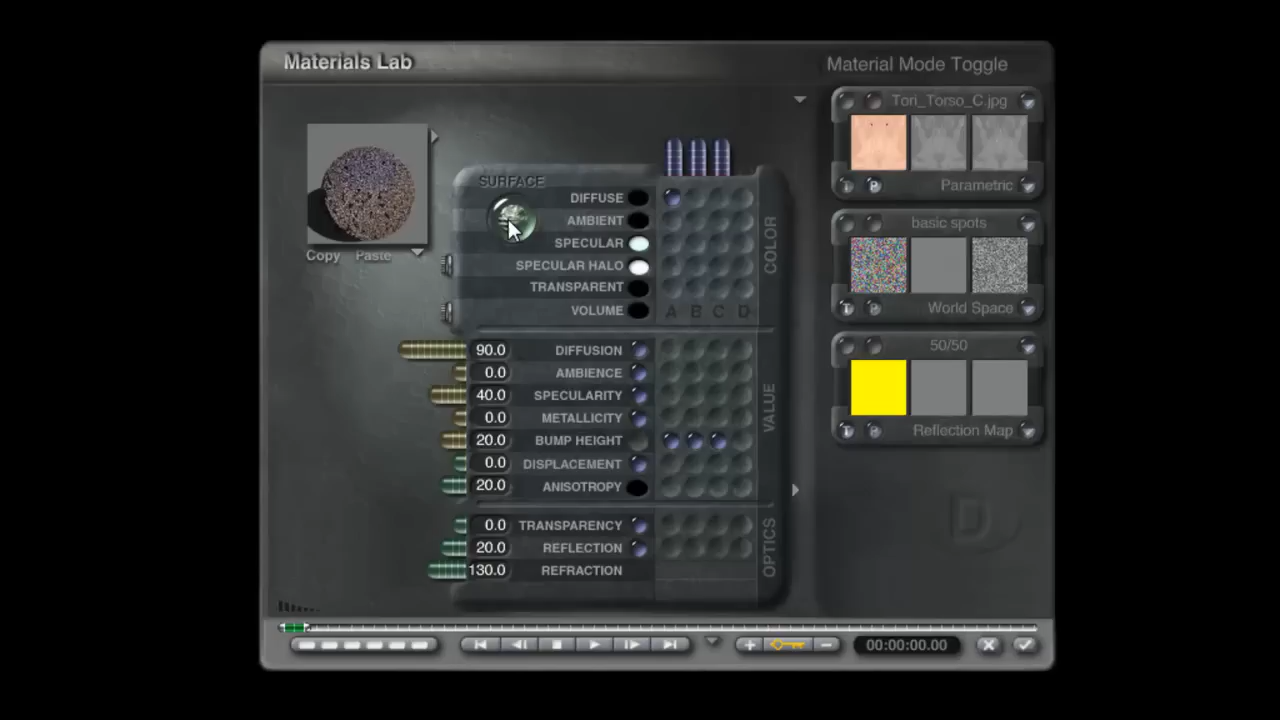 Materials Lab
Material Mode Toggle
Copy Paste
SURFACE
DIFFUSE
AMBIENT
SPECULAR
SPECULAR HALO
TRANSPARENT
VOLUME
A B C D
COLOR
90.0 DIFFUSION
0.0 AMBIENCE
40.0 SPECULARITY
0.0 METALLICITY
20.0 BUMP HEIGHT
0.0 DISPLACEMENT
20.0 ANISOTROPY
VALUE
0.0 TRANSPARENCY
20.0 REFLECTION
130.0 REFRACTION
OPTICS
Tori_Torso_C.jpg
T P
Parametric
basic spots
T P
World Space
50/50
T P
Reflection Map
D
00:00:00.00